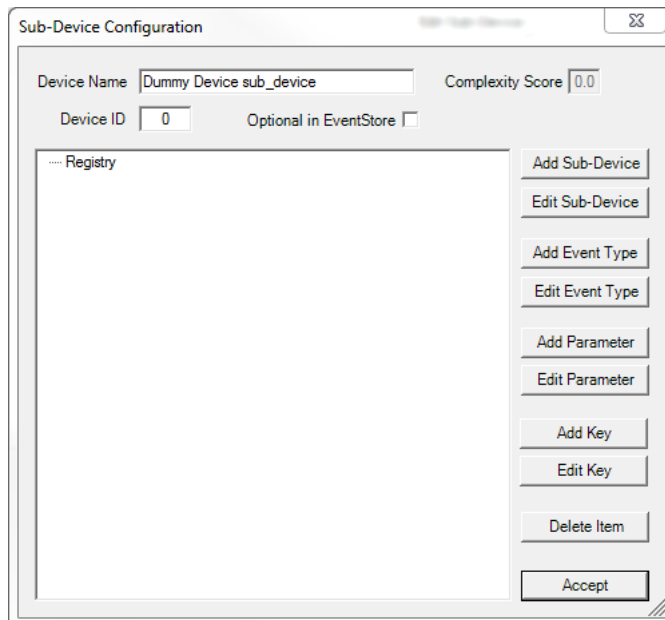 Sub-Device Configuration
Device Name Dummy Device sub_device Complexity Score 0.0
Device ID 0 Optional in EventStore
Registry
Add Sub-Device
Edit Sub-Device
Add Event Type
Edit Event Type
Add Parameter
Edit Parameter
Add Key
Edit Key
Delete Item
Accept